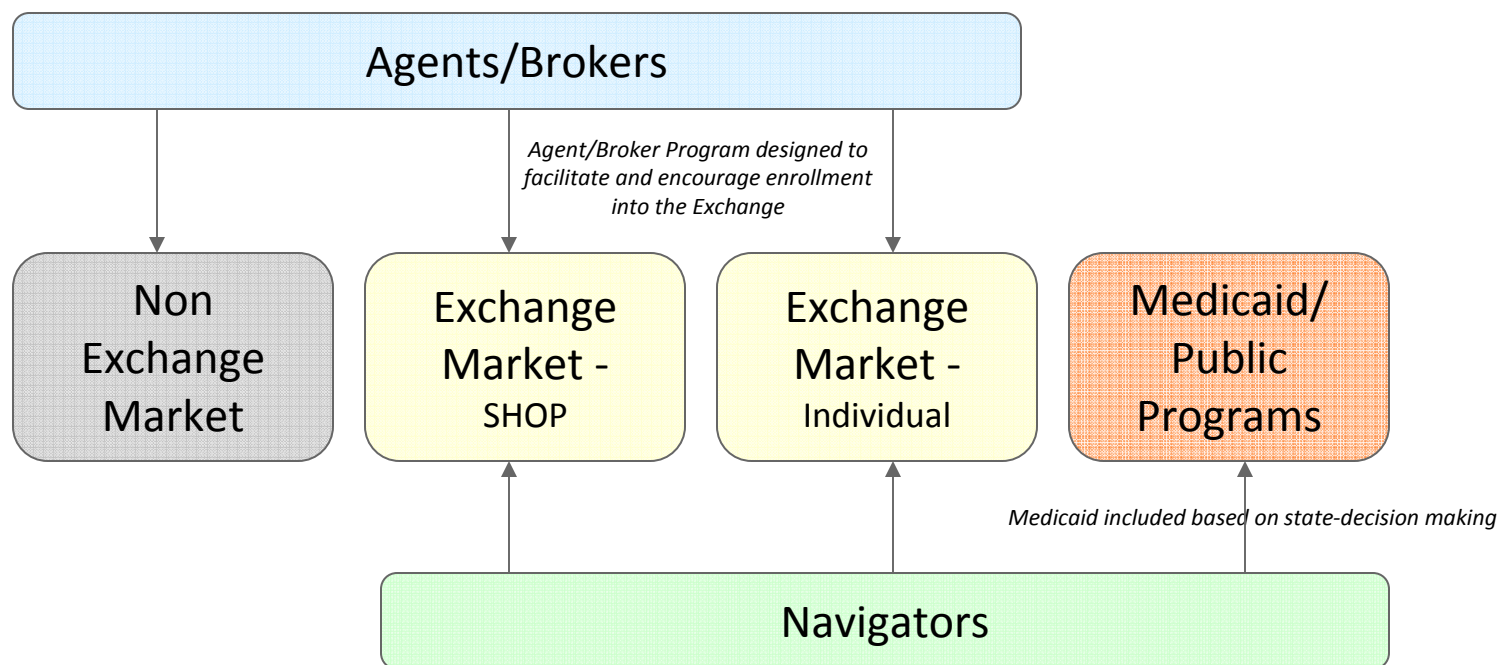 Agents/Brokers
Agent/Broker Program designed to
facilitate and encourage enrollment
into the Exchange
Non
Exchange
Market
Exchange
Market -
SHOP
Exchange
Market -
Individual
Medicaid/
Public
Programs
Medicaid included based on state-decision making
Navigators